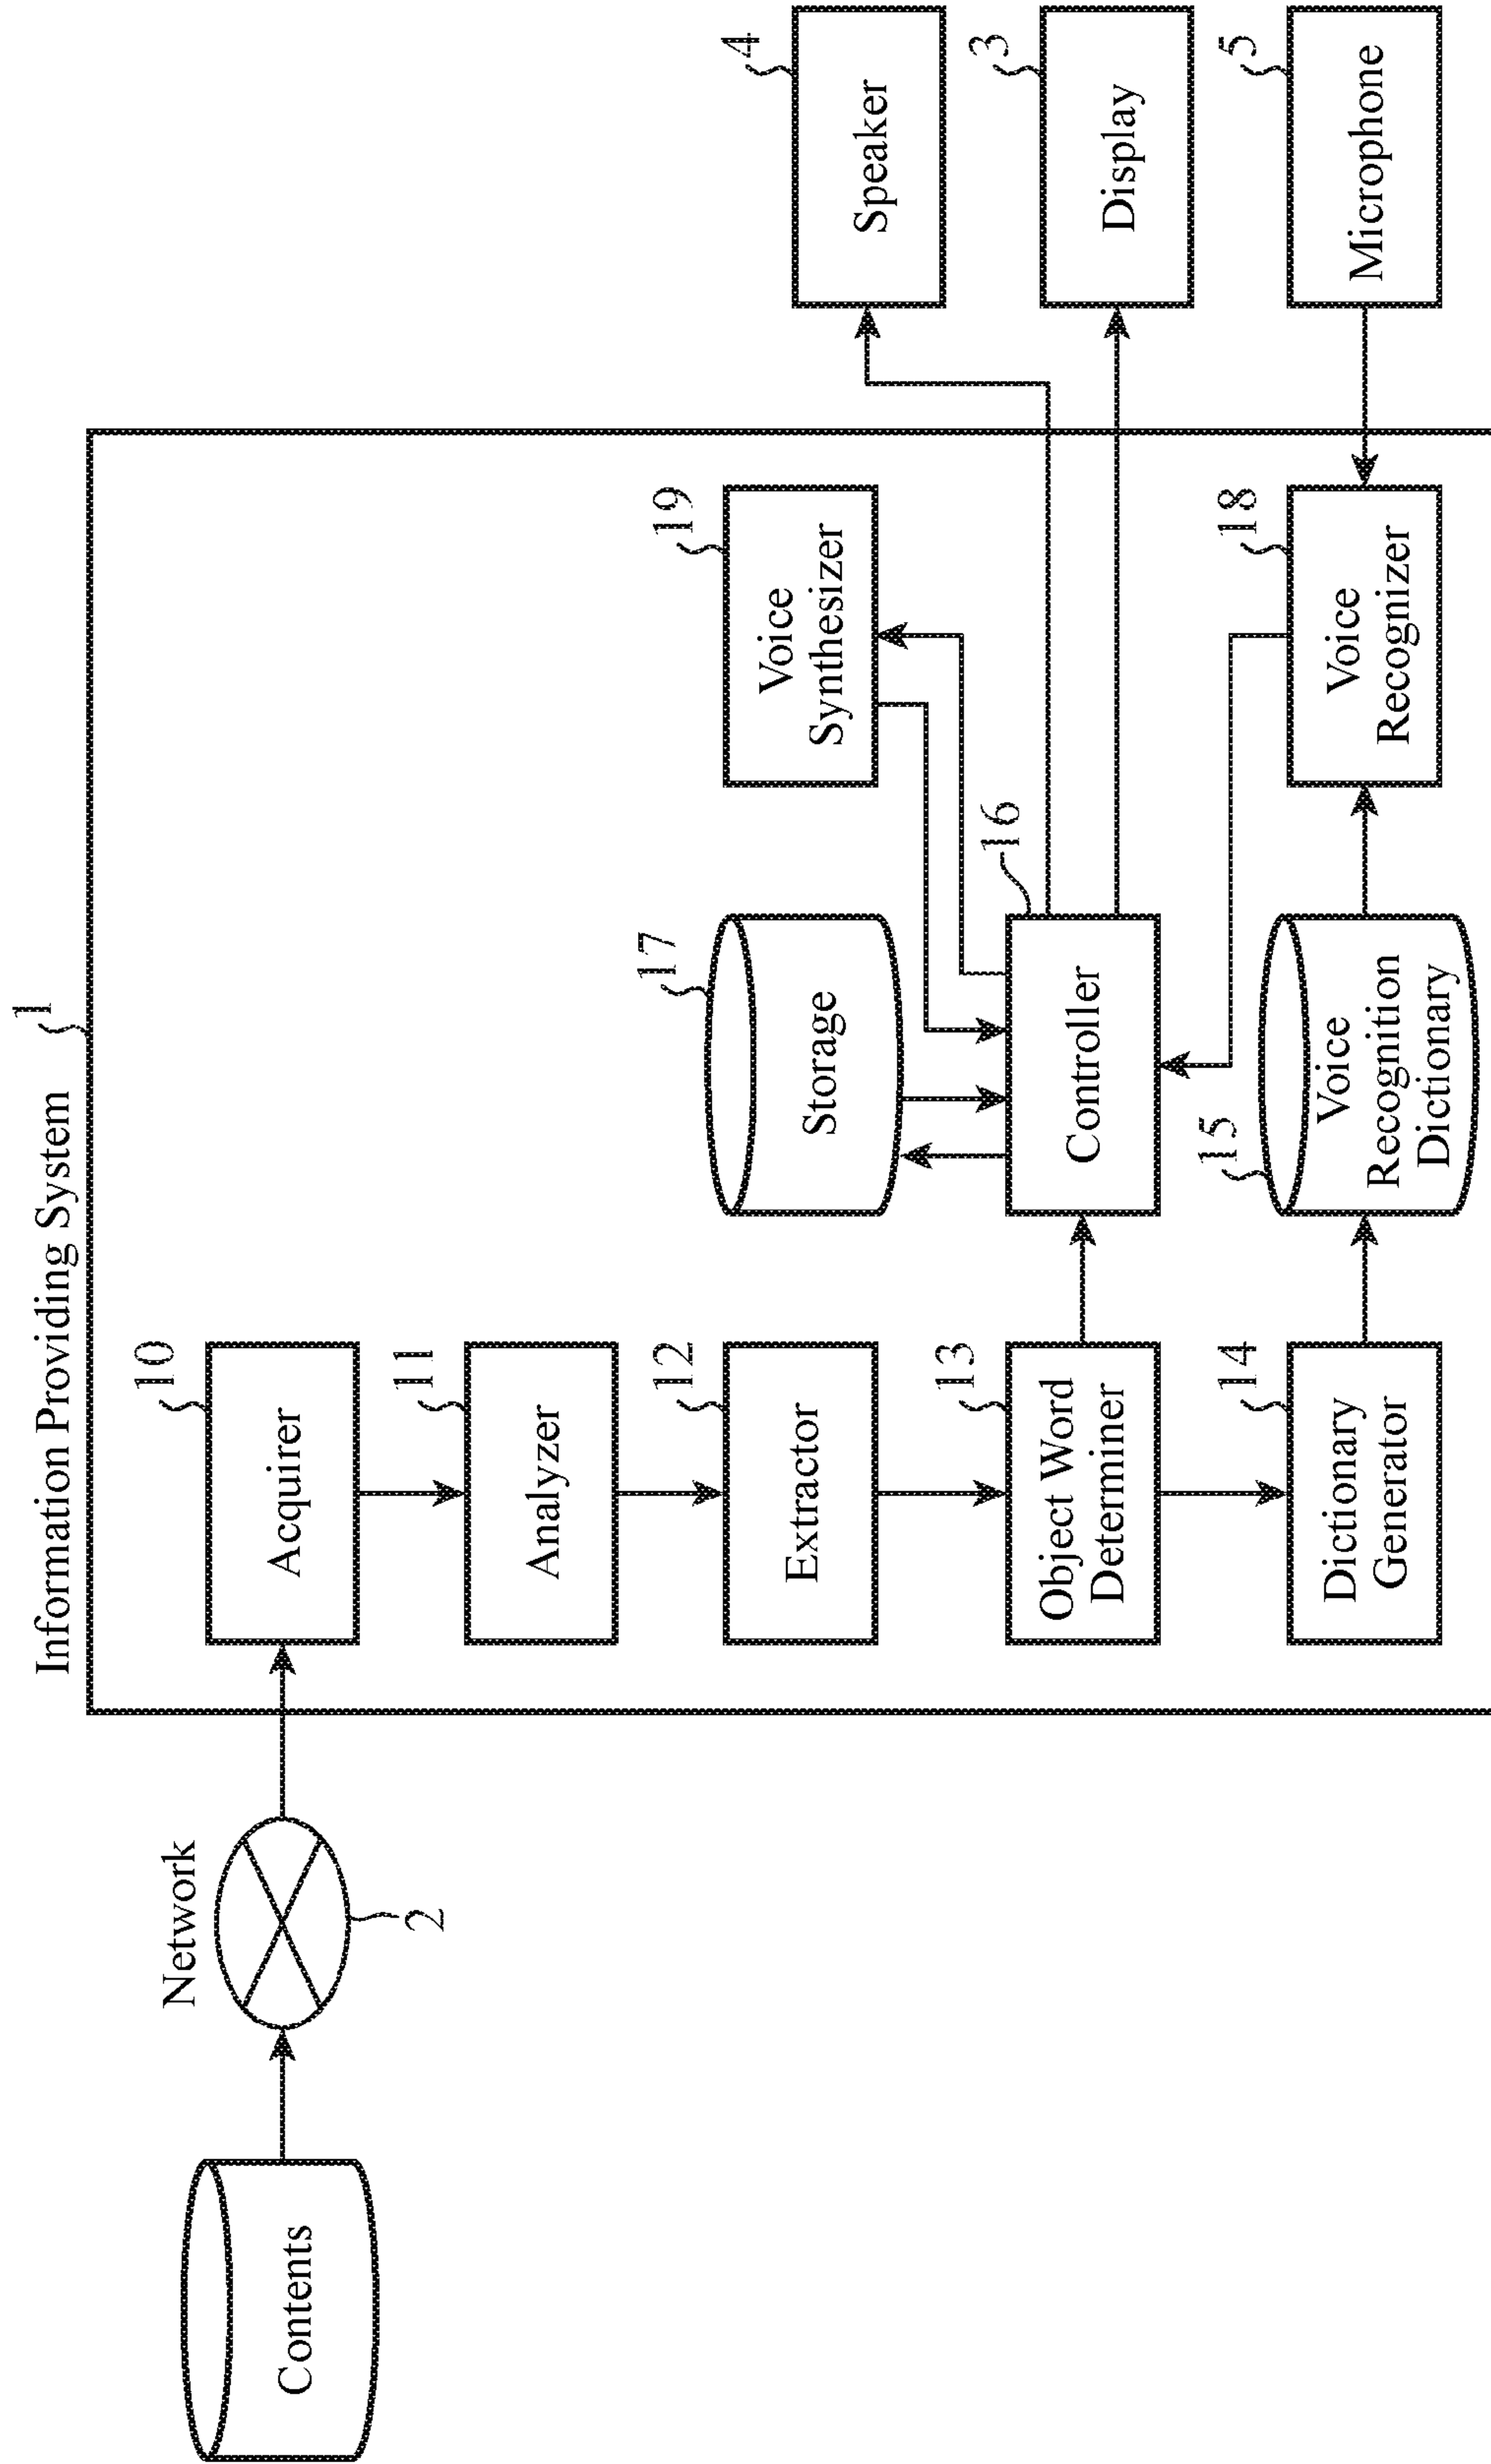 Information Providing System
1
Contents
Network
2
10
Acquirer
11
Analyzer
12
Extractor
13
Object Word
Determiner
14
Dictionary
Generator
17
Storage
16
Controller
15
Voice
Recognition
Dictionary
19
Voice
Synthesizer
18
Voice
Recognizer
4
Speaker
3
Display
5
Microphone